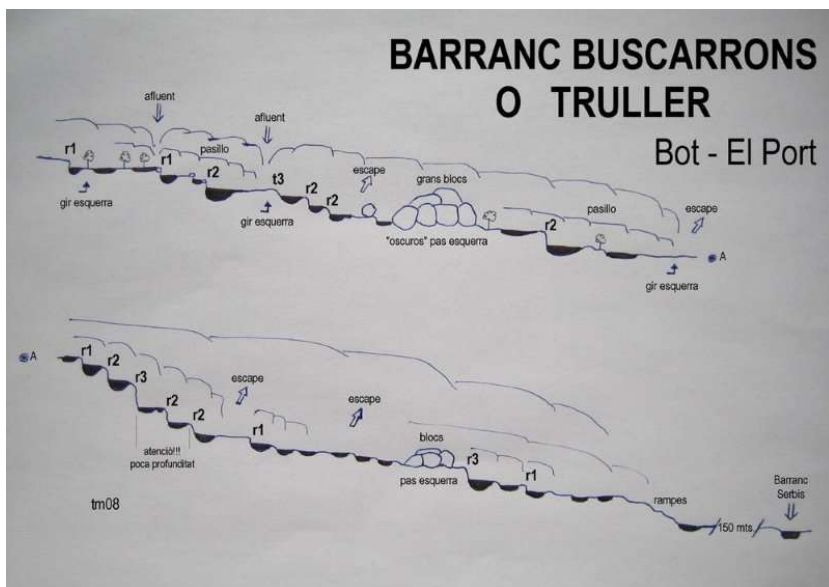 BARRANC BUSCARRONS
O TRULLER
Bot - El Port
afluent
afluent
r1
pasillo
r1
r2
t3
escape
grans blocs
r2
r2
pasillo
escape
r2
gir esquerra
gir esquerra
"oscuros" pas esquerra
A
gir esquerra
A
r1
r2
r3
escape
escape
r2
r2
r1
blocs
r3
r1
atenció!!!
poca profunditat
pas esquerra
rampes
Barranc
Serbis
150 mts.
tm08